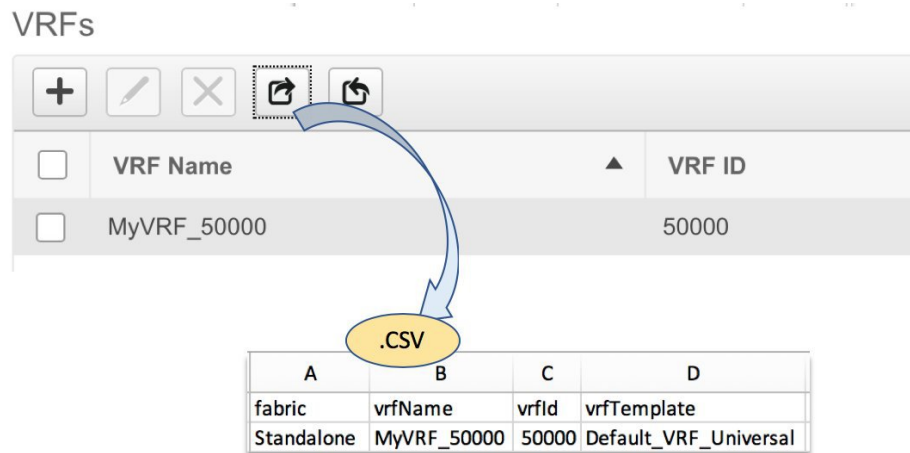 VRFs
VRF Name VRF ID
MyVRF_50000 50000
.CSV
A B C D
fabric vrfName vrfId vrfTemplate
Standalone MyVRF_50000 50000 Default_VRF_Universal